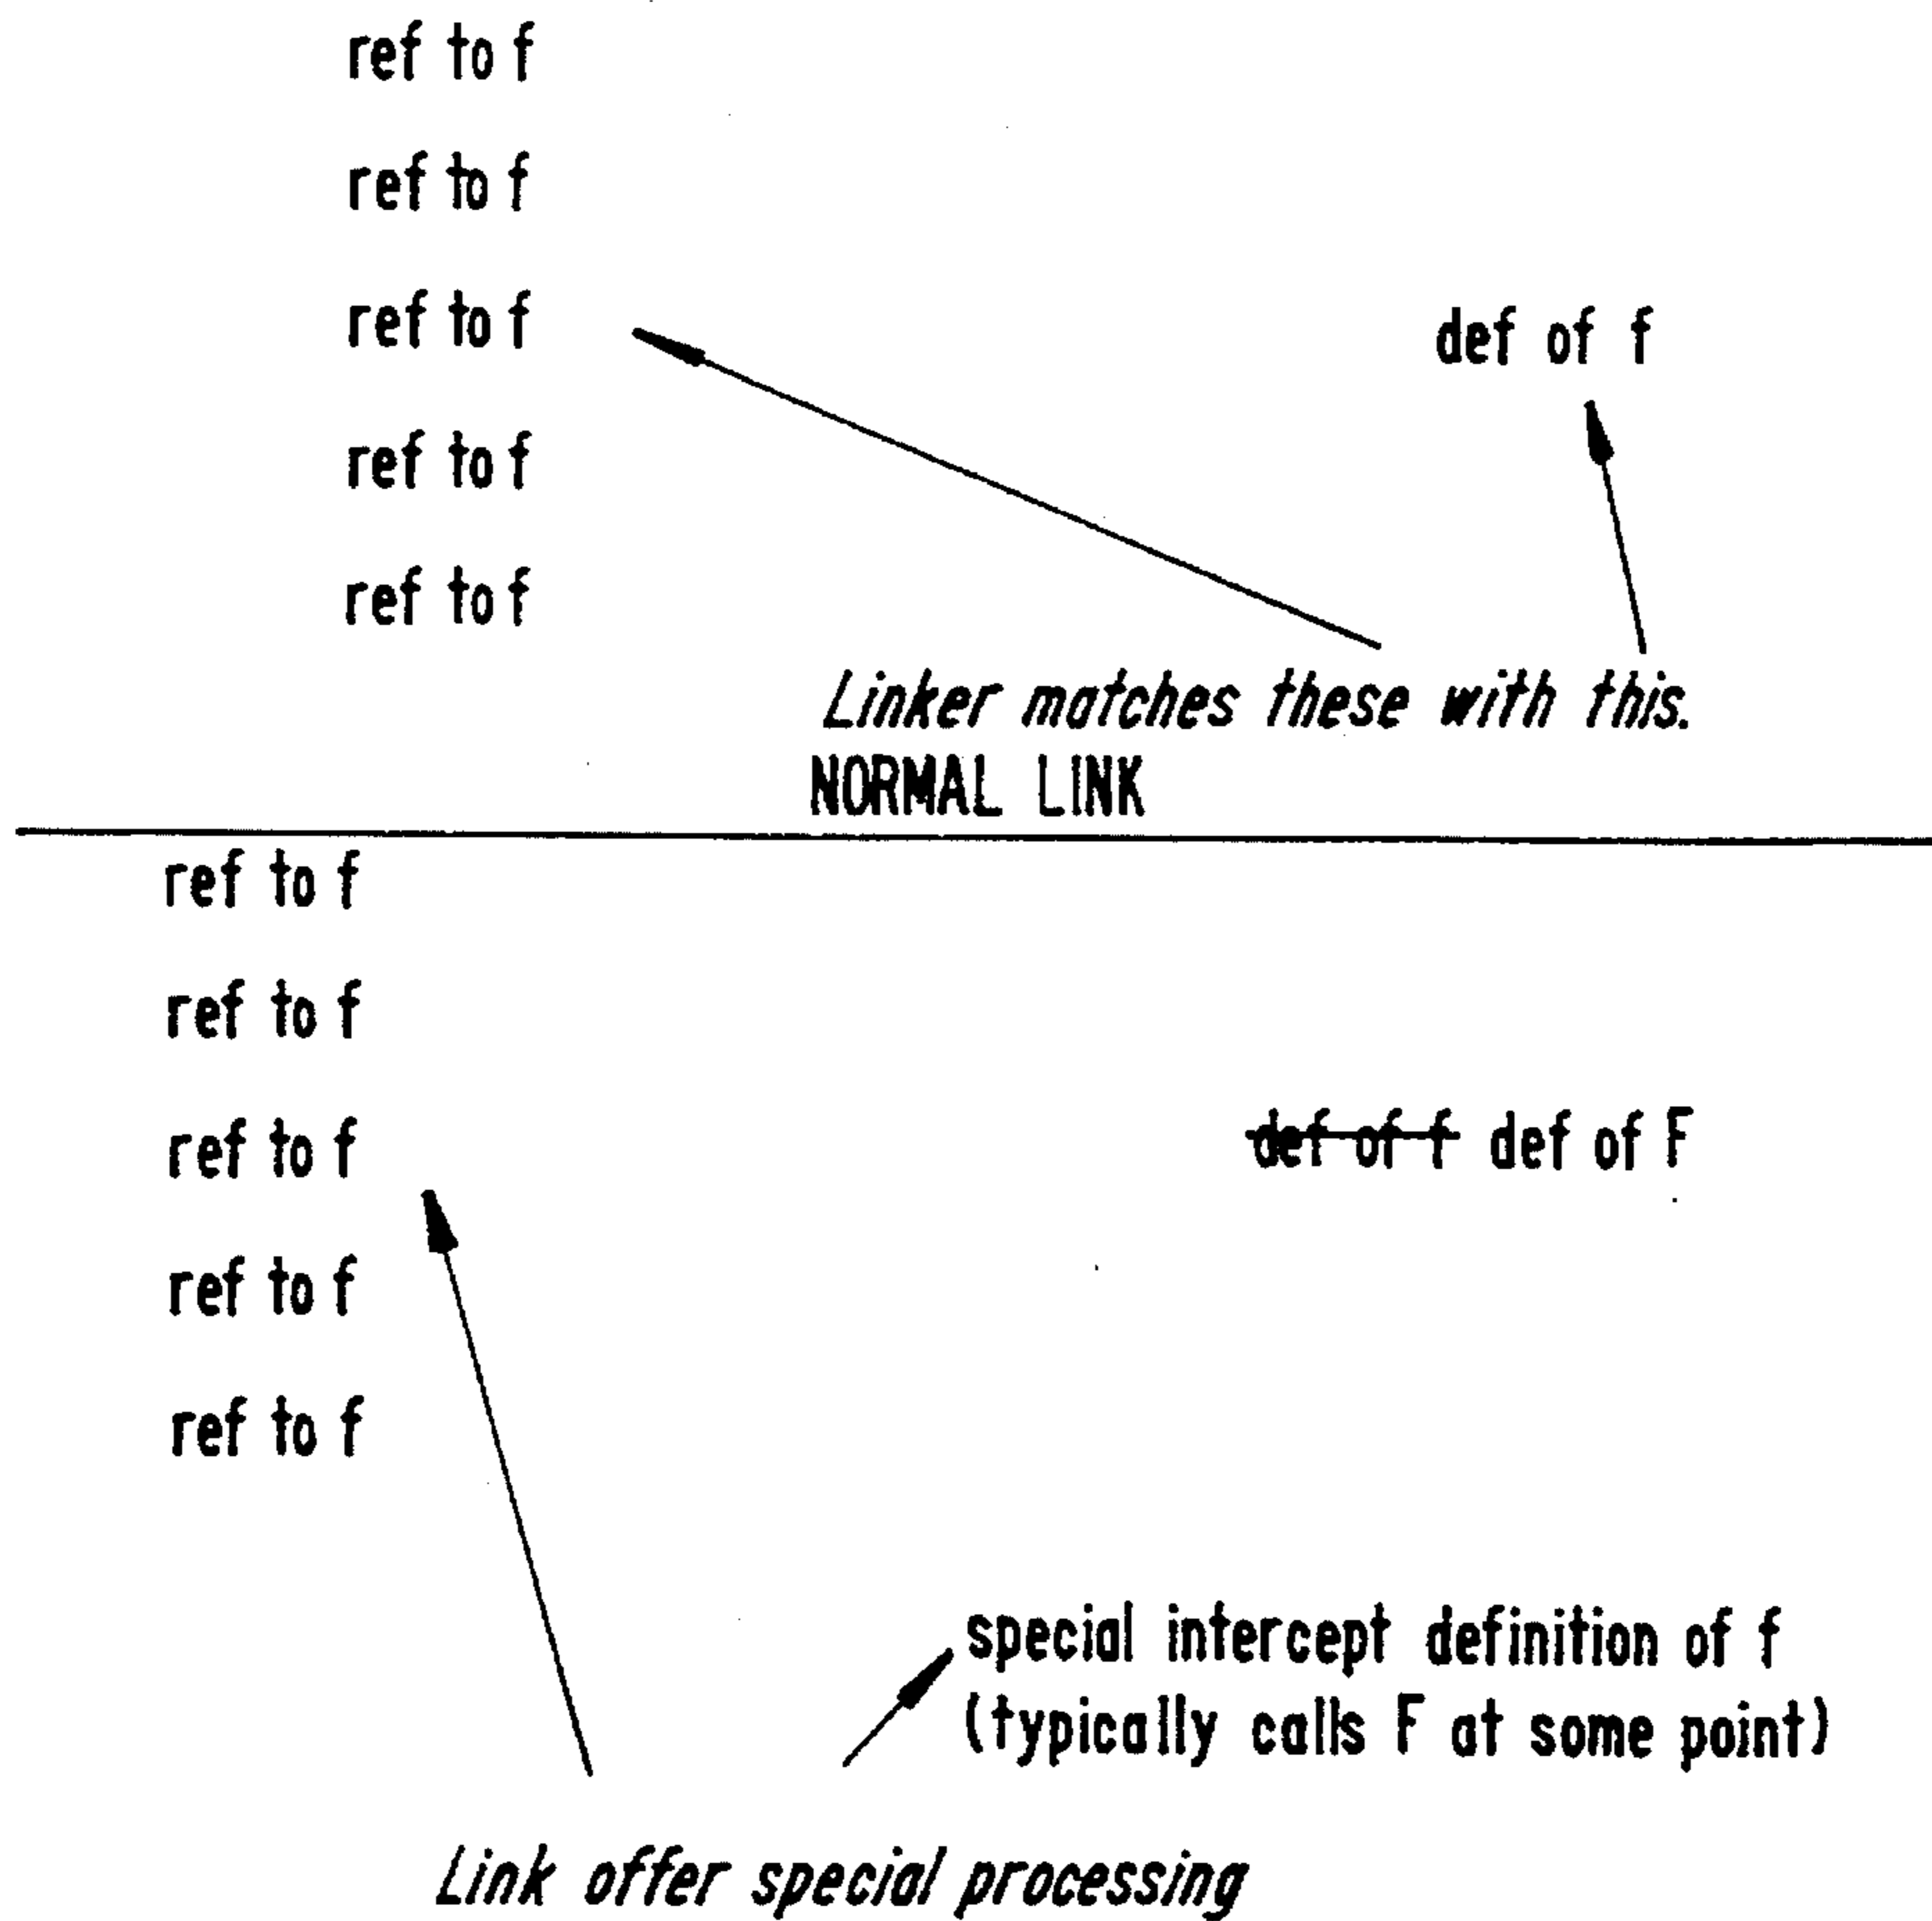 ref to f
ref to f
ref to f
def of f
ref to f
ref to f
Linker matches these with this.
NORMAL LINK
ref to f
ref to f
ref to f
def of f def of F
ref to f
ref to f
special intercept definition of f
(typically calls F at some point)
Link offer special processing